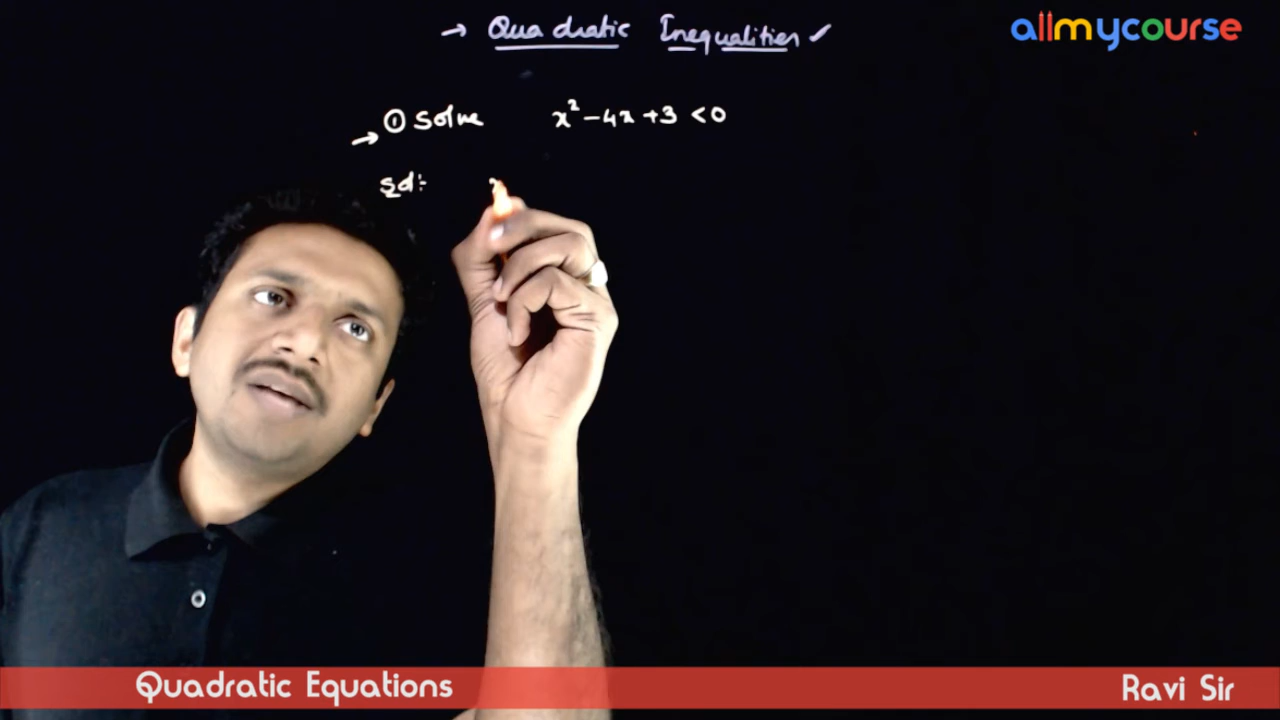 → Quadratic Inequalities ✓
allmycourse
→ ① Solve x² - 4x + 3 < 0
Sol:-
Quadratic Equations
Ravi Sir